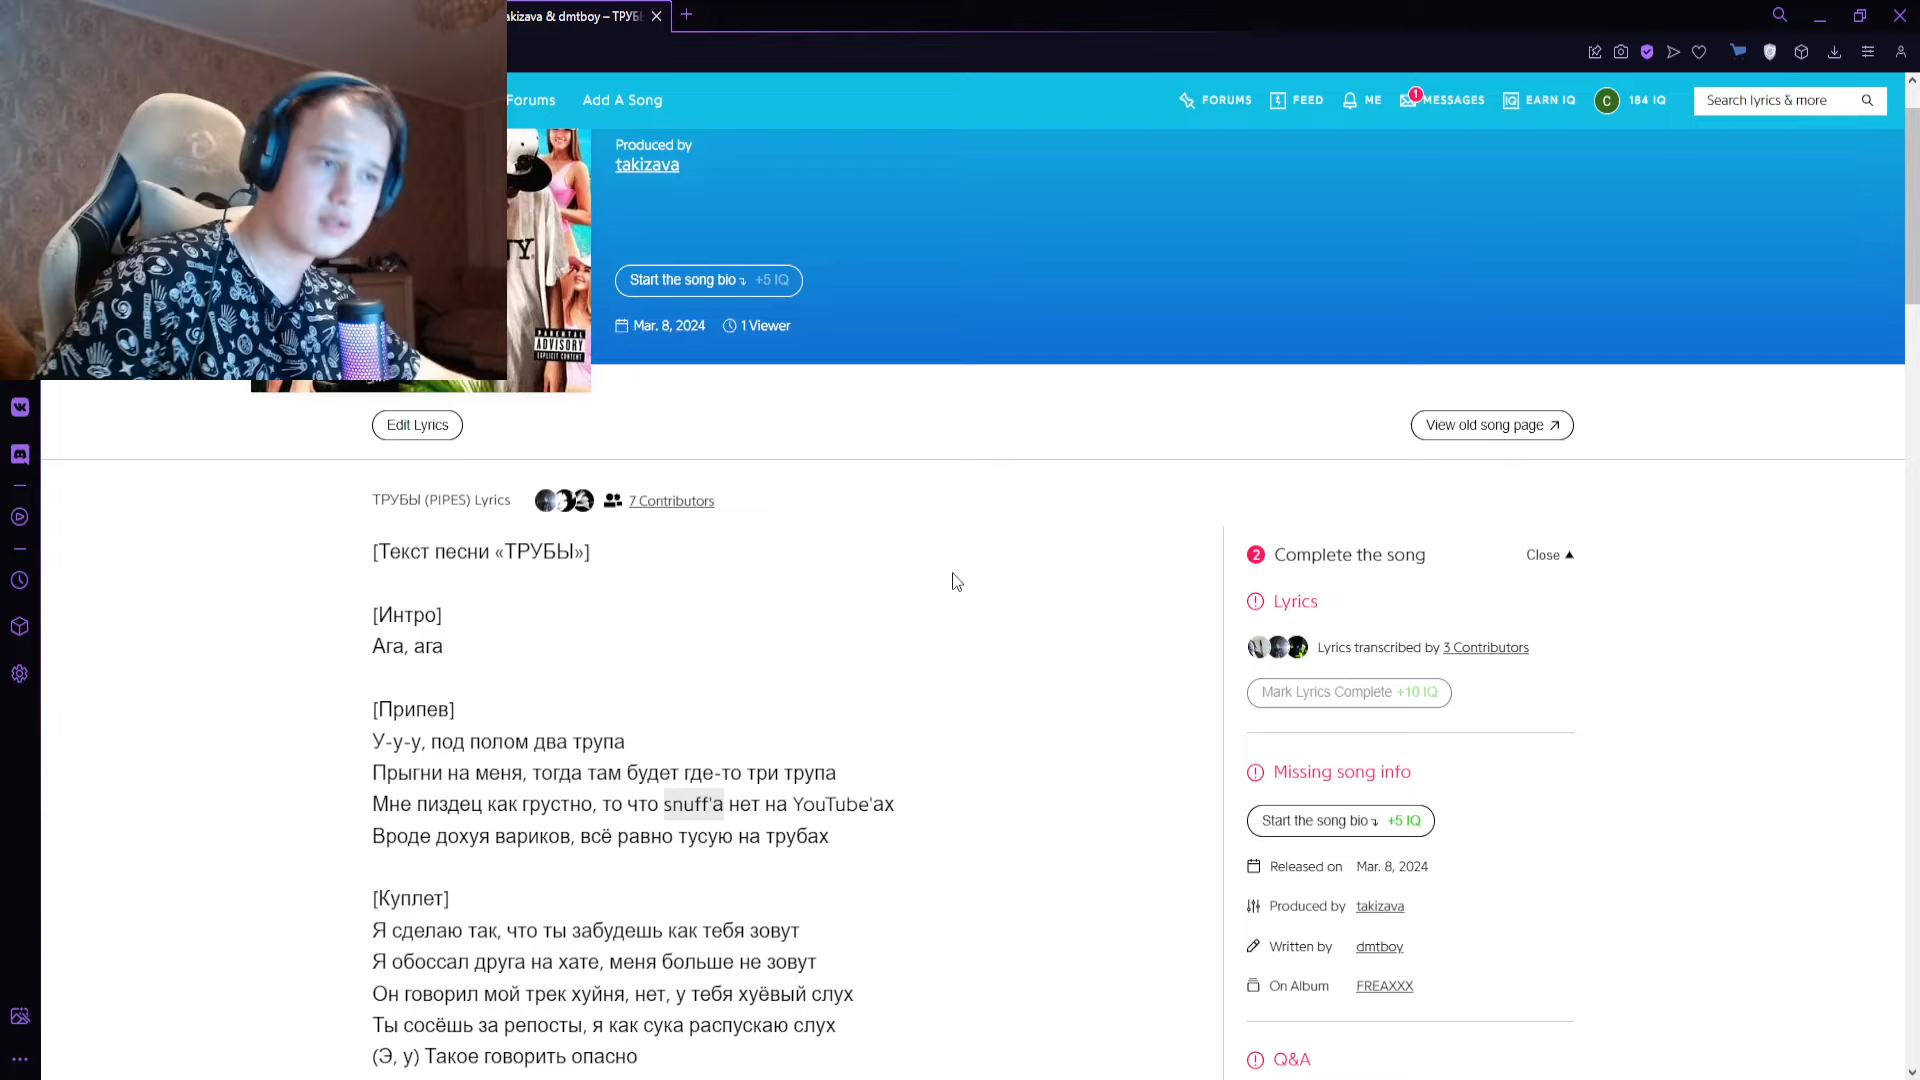 akizava & dmtboy – ТРУБЫ
Forums
Add A Song
FORUMS
FEED
ME
1
MESSAGES
IQ
EARN IQ
C
184 IQ
Search lyrics & more
Produced by
takizava
TY
Start the song bio +5 IQ
Mar. 8, 2024
1 Viewer
PARENTAL
ADVISORY
EXPLICIT CONTENT
Edit Lyrics
View old song page
ТРУБЫ (PIPES) Lyrics
7 Contributors
[Текст песни «ТРУБЫ»]
[Интро]
Ага, ага
[Припев]
У-у-у, под полом два трупа
Прыгни на меня, тогда там будет где-то три трупа
Мне пиздец как грустно, то что snuff'а нет на YouTube'ах
Вроде дохуя вариков, всё равно тусую на трубах
[Куплет]
Я сделаю так, что ты забудешь как тебя зовут
Я обоссал друга на хате, меня больше не зовут
Он говорил мой трек хуйня, нет, у тебя хуёвый слух
Ты сосёшь за репосты, я как сука распускаю слух
(Э, у) Такое говорить опасно
2 Complete the song
Close
Lyrics
Lyrics transcribed by 3 Contributors
Mark Lyrics Complete +10 IQ
Missing song info
Start the song bio +5 IQ
Released on Mar. 8, 2024
Produced by takizava
Written by dmtboy
On Album FREAXXX
Q&A